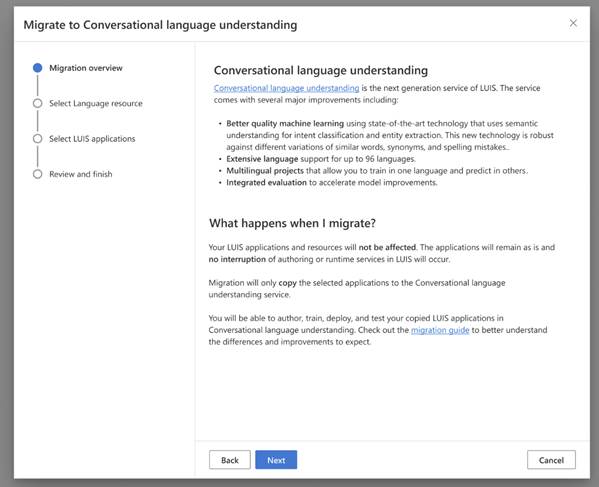 Migrate to Conversational language understanding
Migration overview
Select Language resource
Select LUIS applications
Review and finish
Conversational language understanding
Conversational language understanding is the next generation service of LUIS. The service
comes with several major improvements including:
• Better quality machine learning using state-of-the-art technology that uses semantic
understanding for intent classification and entity extraction. This new technology is robust
against different variations of similar words, synonyms, and spelling mistakes..
• Extensive language support for up to 96 languages.
• Multilingual projects that allow you to train in one language and predict in others.
• Integrated evaluation to accelerate model improvements.
What happens when I migrate?
Your LUIS applications and resources will not be affected. The applications will remain as is and
no interruption of authoring or runtime services in LUIS will occur.
Migration will only copy the selected applications to the Conversational language
understanding service.
You will be able to author, train, deploy, and test your copied LUIS applications in
Conversational language understanding. Check out the migration guide to better understand
the differences and improvements to expect.
Back
Next
Cancel